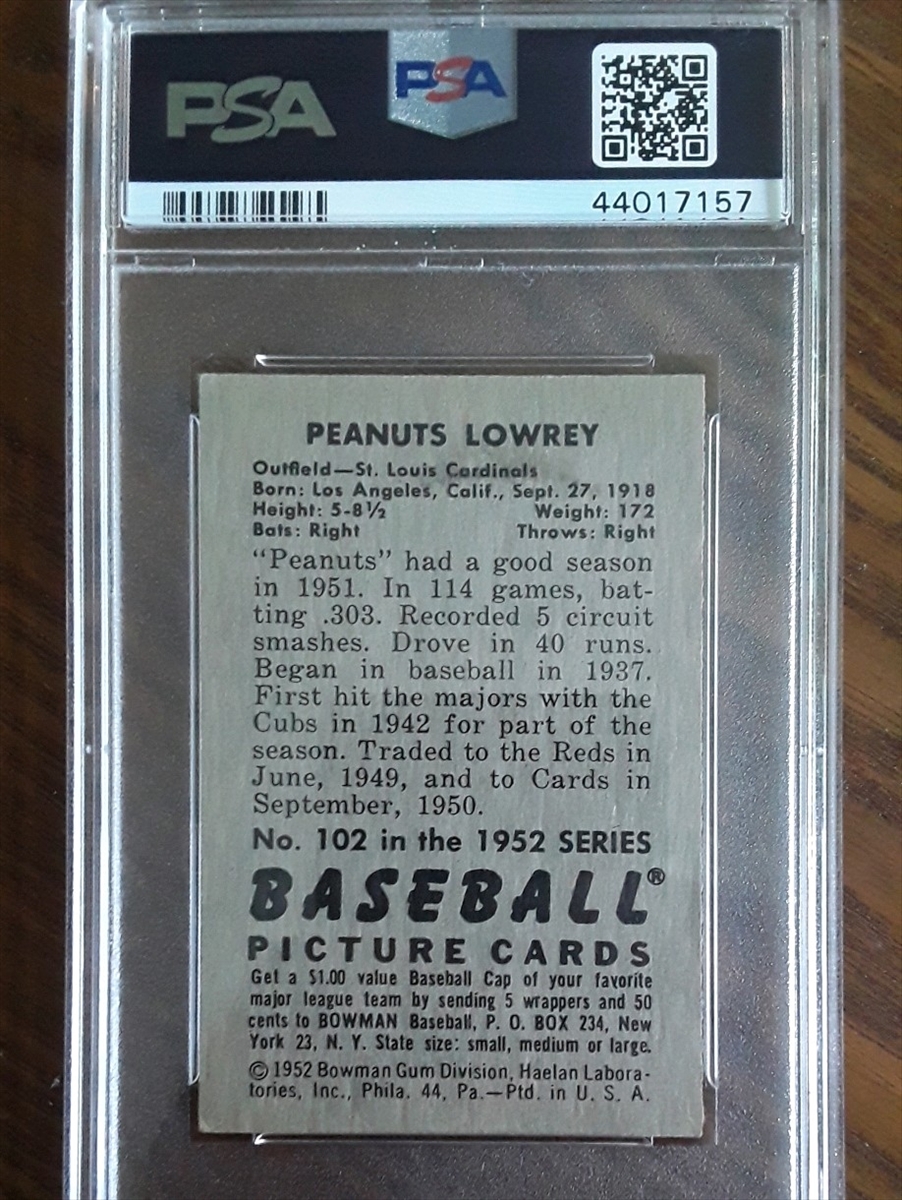 PSA
PSA
44017157
PEANUTS LOWREY
Outfield—St. Louis Cardinals
Born: Los Angeles, Calif., Sept. 27, 1918
Height: 5-8½ Weight: 172
Bats: Right Throws: Right
“Peanuts” had a good season
in 1951. In 114 games, bat-
ting .303. Recorded 5 circuit
smashes. Drove in 40 runs.
Began in baseball in 1937.
First hit the majors with the
Cubs in 1942 for part of the
season. Traded to the Reds in
June, 1949, and to Cards in
September, 1950.
No. 102 in the 1952 SERIES
BASEBALL®
PICTURE CARDS
Get a $1.00 value Baseball Cap of your favorite
major league team by sending 5 wrappers and 50
cents to BOWMAN Baseball, P. O. BOX 234, New
York 23, N. Y. State size: small, medium or large.
© 1952 Bowman Gum Division, Haelan Labora-
tories, Inc., Phila. 44, Pa.—Ptd. in U. S. A.